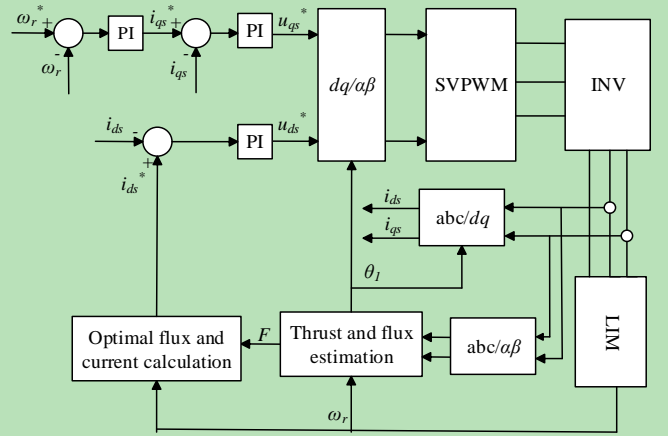 ωr* + PI iqs* + PI uqs*
- ωr - iqs
dq/αβ SVPWM INV
ids - PI uds*
+ ids*
ids abc/dq
iqs
θ1
Optimal flux and
current calculation
F
Thrust and flux
estimation
abc/αβ
LIM
ωr